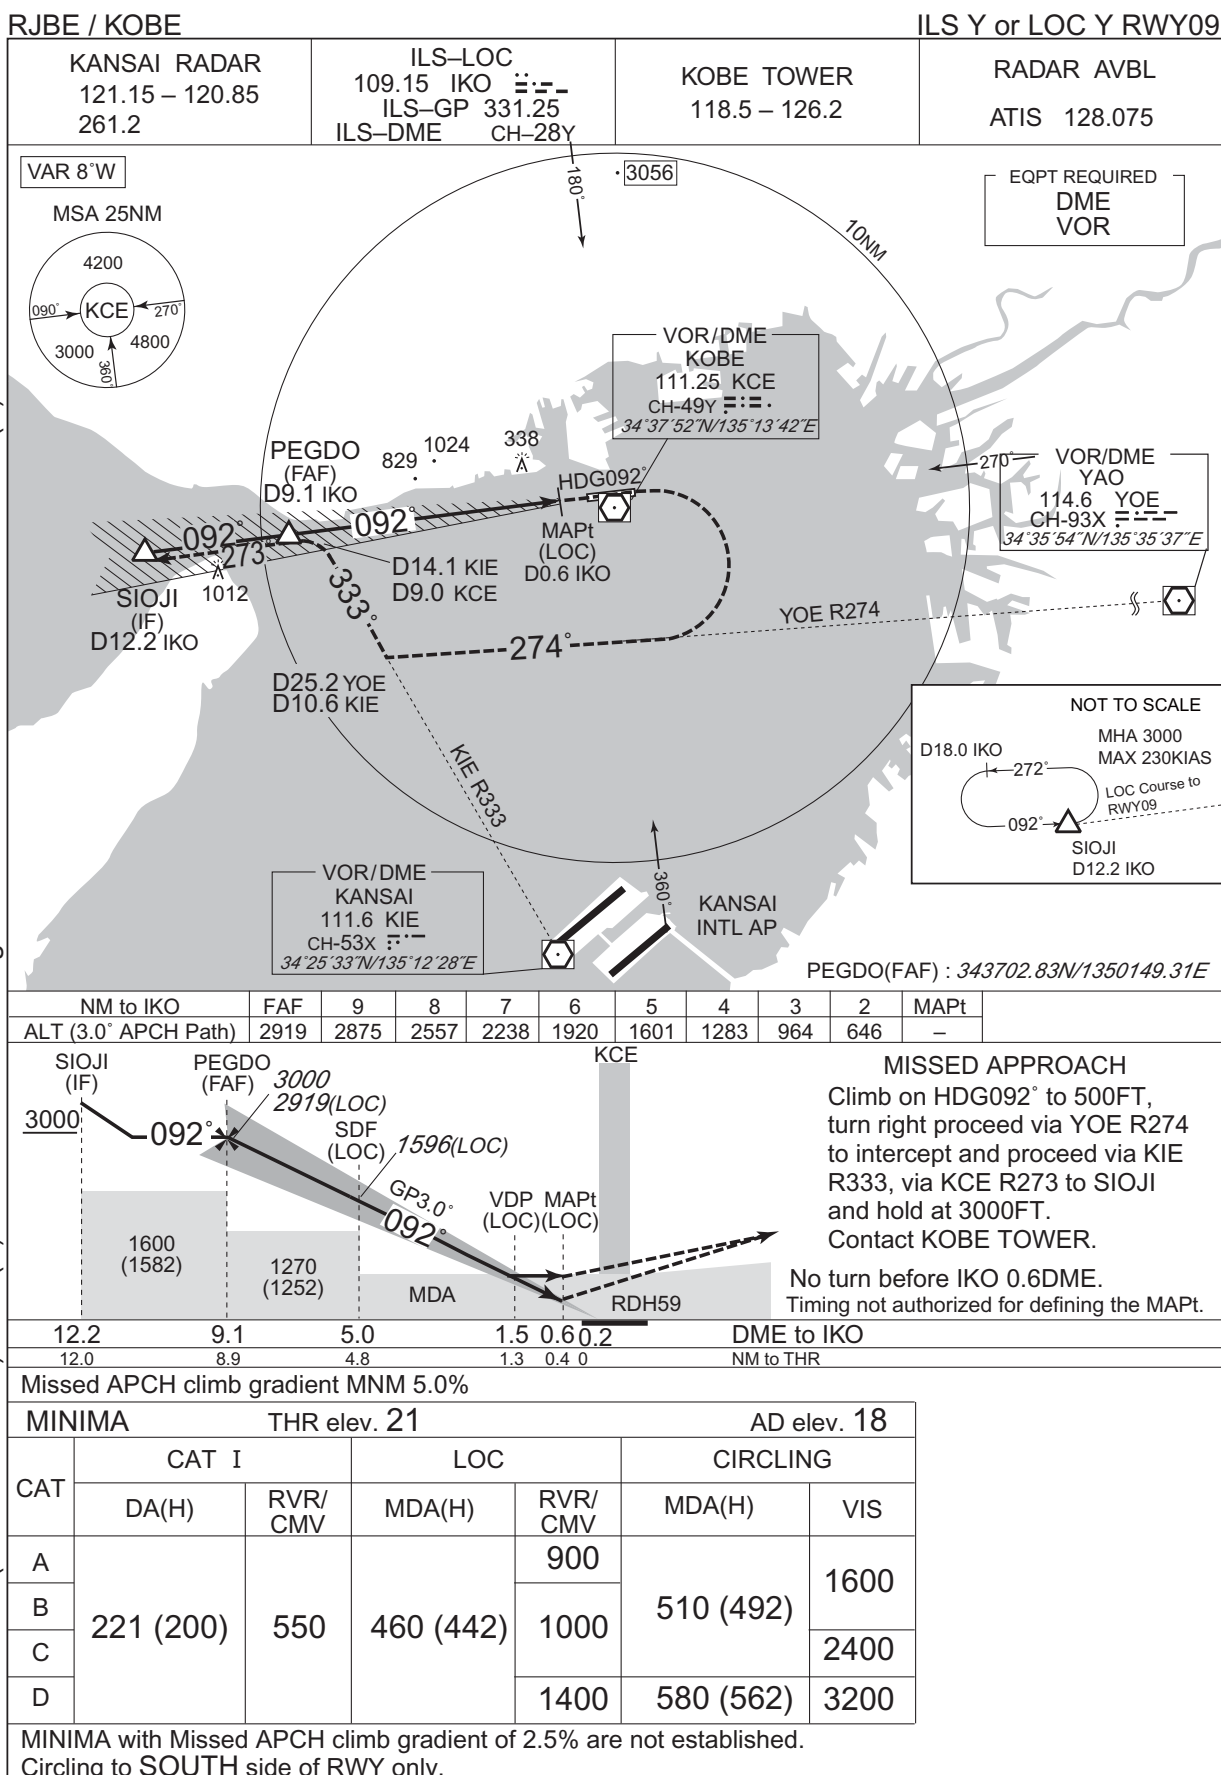 RJBE / KOBE
ILS Y or LOC Y RWY09
KANSAI RADAR
121.15 – 120.85
261.2
ILS–LOC
109.15 IKO
ILS–GP 331.25
ILS–DME CH–28Y
KOBE TOWER
118.5 – 126.2
RADAR AVBL
ATIS 128.075
VAR 8°W
MSA 25NM
4200
090°
KCE
270°
3000
4800
360°
180°
3056
10NM
EQPT REQUIRED
DME
VOR
VOR/DME
KOBE
111.25 KCE
CH-49Y
34°37′52″N/135°13′42″E
PEGDO
(FAF)
D9.1 IKO
829
1024
338
HDG092°
270°
VOR/DME
YAO
114.6 YOE
CH-93X
34°35′54″N/135°35′37″E
092°
092°
273°
MAPt
(LOC)
D0.6 IKO
D14.1 KIE
D9.0 KCE
1012
SIOJI
(IF)
D12.2 IKO
333°
YOE R274
274°
D25.2 YOE
D10.6 KIE
KIE R333
NOT TO SCALE
MHA 3000
MAX 230KIAS
D18.0 IKO
272°
LOC Course to
RWY09
092°
SIOJI
D12.2 IKO
VOR/DME
KANSAI
111.6 KIE
CH-53X
34°25′33″N/135°12′28″E
360°
KANSAI
INTL AP
PEGDO(FAF) : 343702.83N/1350149.31E
NM to IKO FAF 9 8 7 6 5 4 3 2 MAPt
ALT (3.0° APCH Path) 2919 2875 2557 2238 1920 1601 1283 964 646 –
SIOJI
(IF)
PEGDO
(FAF)
3000
2919(LOC)
KCE
3000
092°
SDF
(LOC)
1596(LOC)
GP3.0°
092°
VDP
(LOC)
MAPt
(LOC)
1600
(1582)
1270
(1252)
MDA
RDH59
MISSED APPROACH
Climb on HDG092° to 500FT,
turn right proceed via YOE R274
to intercept and proceed via KIE
R333, via KCE R273 to SIOJI
and hold at 3000FT.
Contact KOBE TOWER.
No turn before IKO 0.6DME.
Timing not authorized for defining the MAPt.
12.2 9.1 5.0 1.5 0.6 0.2 DME to IKO
12.0 8.9 4.8 1.3 0.4 0 NM to THR
Missed APCH climb gradient MNM 5.0%
MINIMA THR elev. 21 AD elev. 18
CAT
CAT I LOC CIRCLING
DA(H) RVR/CMV MDA(H) RVR/CMV MDA(H) VIS
A 900
1600
B 221 (200) 550 460 (442) 1000 510 (492)
C 2400
D 1400 580 (562) 3200
MINIMA with Missed APCH climb gradient of 2.5% are not established.
Circling to SOUTH side of RWY only.